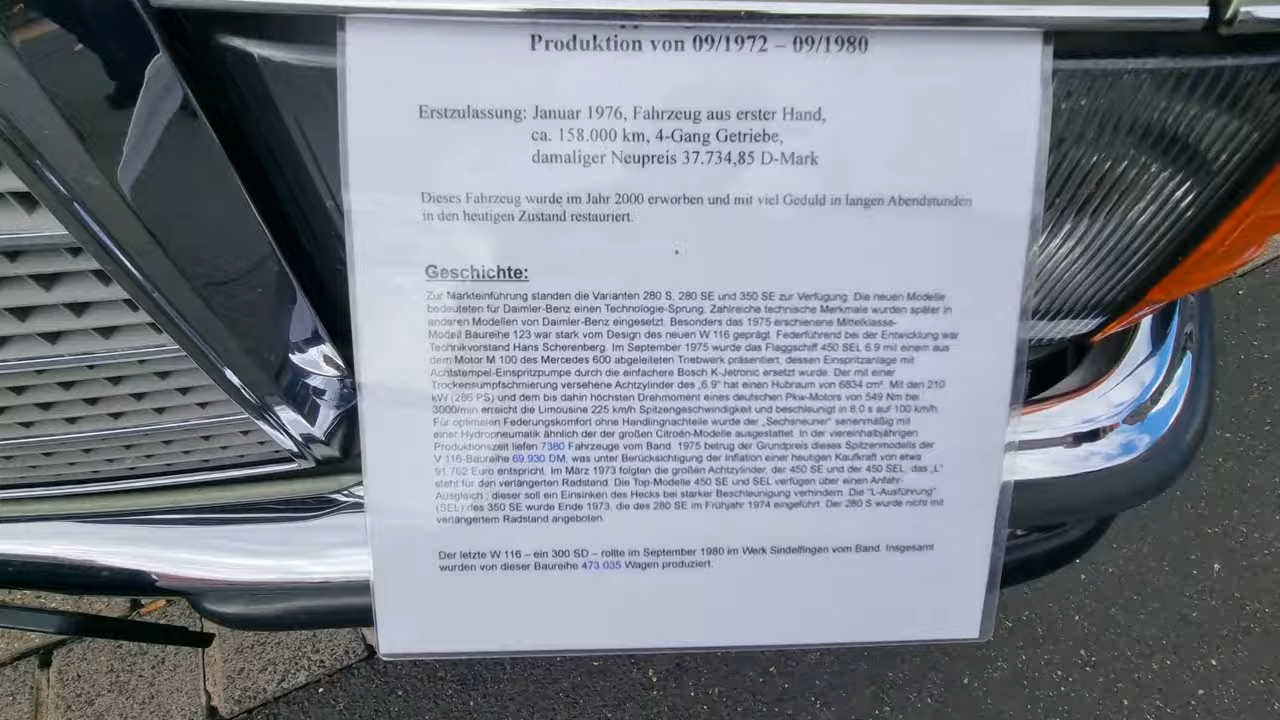 Produktion von 09/1972 – 09/1980
Erstzulassung: Januar 1976, Fahrzeug aus erster Hand,
ca. 158.000 km, 4-Gang Getriebe,
damaliger Neupreis 37.734,85 D-Mark
Dieses Fahrzeug wurde im Jahr 2000 erworben und mit viel Geduld in langen Abendstunden
in den heutigen Zustand restauriert.
Geschichte:
Zur Markteinführung standen die Varianten 280 S, 280 SE und 350 SE zur Verfügung. Die neuen Modelle
bedeuteten für Daimler-Benz einen Technologie-Sprung. Zahlreiche technische Merkmale wurden später in
anderen Modellen von Daimler-Benz eingesetzt. Besonders das 1975 erschienene Mittelklasse-
Modell Baureihe 123 war stark vom Design des neuen W 116 geprägt. Federführend bei der Entwicklung war
Technikvorstand Hans Scherenberg. Im September 1975 wurde das Flaggschiff 450 SEL 6.9 mit einem aus
dem Motor M 100 des Mercedes 600 abgeleiteten Triebwerk präsentiert, dessen Einspritzanlage mit
Achtstempel-Einspritzpumpe durch die einfachere Bosch K-Jetronic ersetzt wurde. Der mit einer
Trockensumpfschmierung versehene Achtzylinder des „6.9" hat einen Hubraum von 6834 cm³. Mit den 210
kW (286 PS) und dem bis dahin höchsten Drehmoment eines deutschen Pkw-Motors von 549 Nm bei
3000/min erreicht die Limousine 225 km/h Spitzengeschwindigkeit und beschleunigt in 8,0 s auf 100 km/h.
Für optimalen Federungskomfort ohne Handlingnachteile wurde der „Sechsneuner" serienmäßig mit
einer Hydropneumatik ähnlich der der großen Citroën-Modelle ausgestattet. In der viereinhalbjährigen
Produktionszeit liefen 7380 Fahrzeuge vom Band. 1975 betrug der Grundpreis dieses Spitzenmodells der
V 116-Baureihe 69.930 DM, was unter Berücksichtigung der Inflation einer heutigen Kaufkraft von etwa
91.762 Euro entspricht. Im März 1973 folgten die großen Achtzylinder, der 450 SE und der 450 SEL; das „L"
steht für den verlängerten Radstand. Die Top-Modelle 450 SE und SEL verfügen über einen Anfahr-
Ausgleich ; dieser soll ein Einsinken des Hecks bei starker Beschleunigung verhindern. Die "L-Ausführung"
(SEL) des 350 SE wurde Ende 1973, die des 280 SE im Frühjahr 1974 eingeführt. Der 280 S wurde nicht mit
verlängertem Radstand angeboten.
Der letzte W 116 – ein 300 SD – rollte im September 1980 im Werk Sindelfingen vom Band. Insgesamt
wurden von dieser Baureihe 473.035 Wagen produziert.